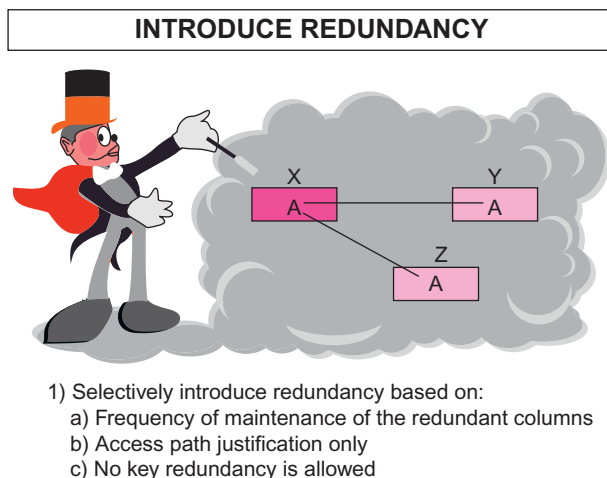 INTRODUCE REDUNDANCY
X Y
A A
Z
A
1) Selectively introduce redundancy based on:
a) Frequency of maintenance of the redundant columns
b) Access path justification only
c) No key redundancy is allowed